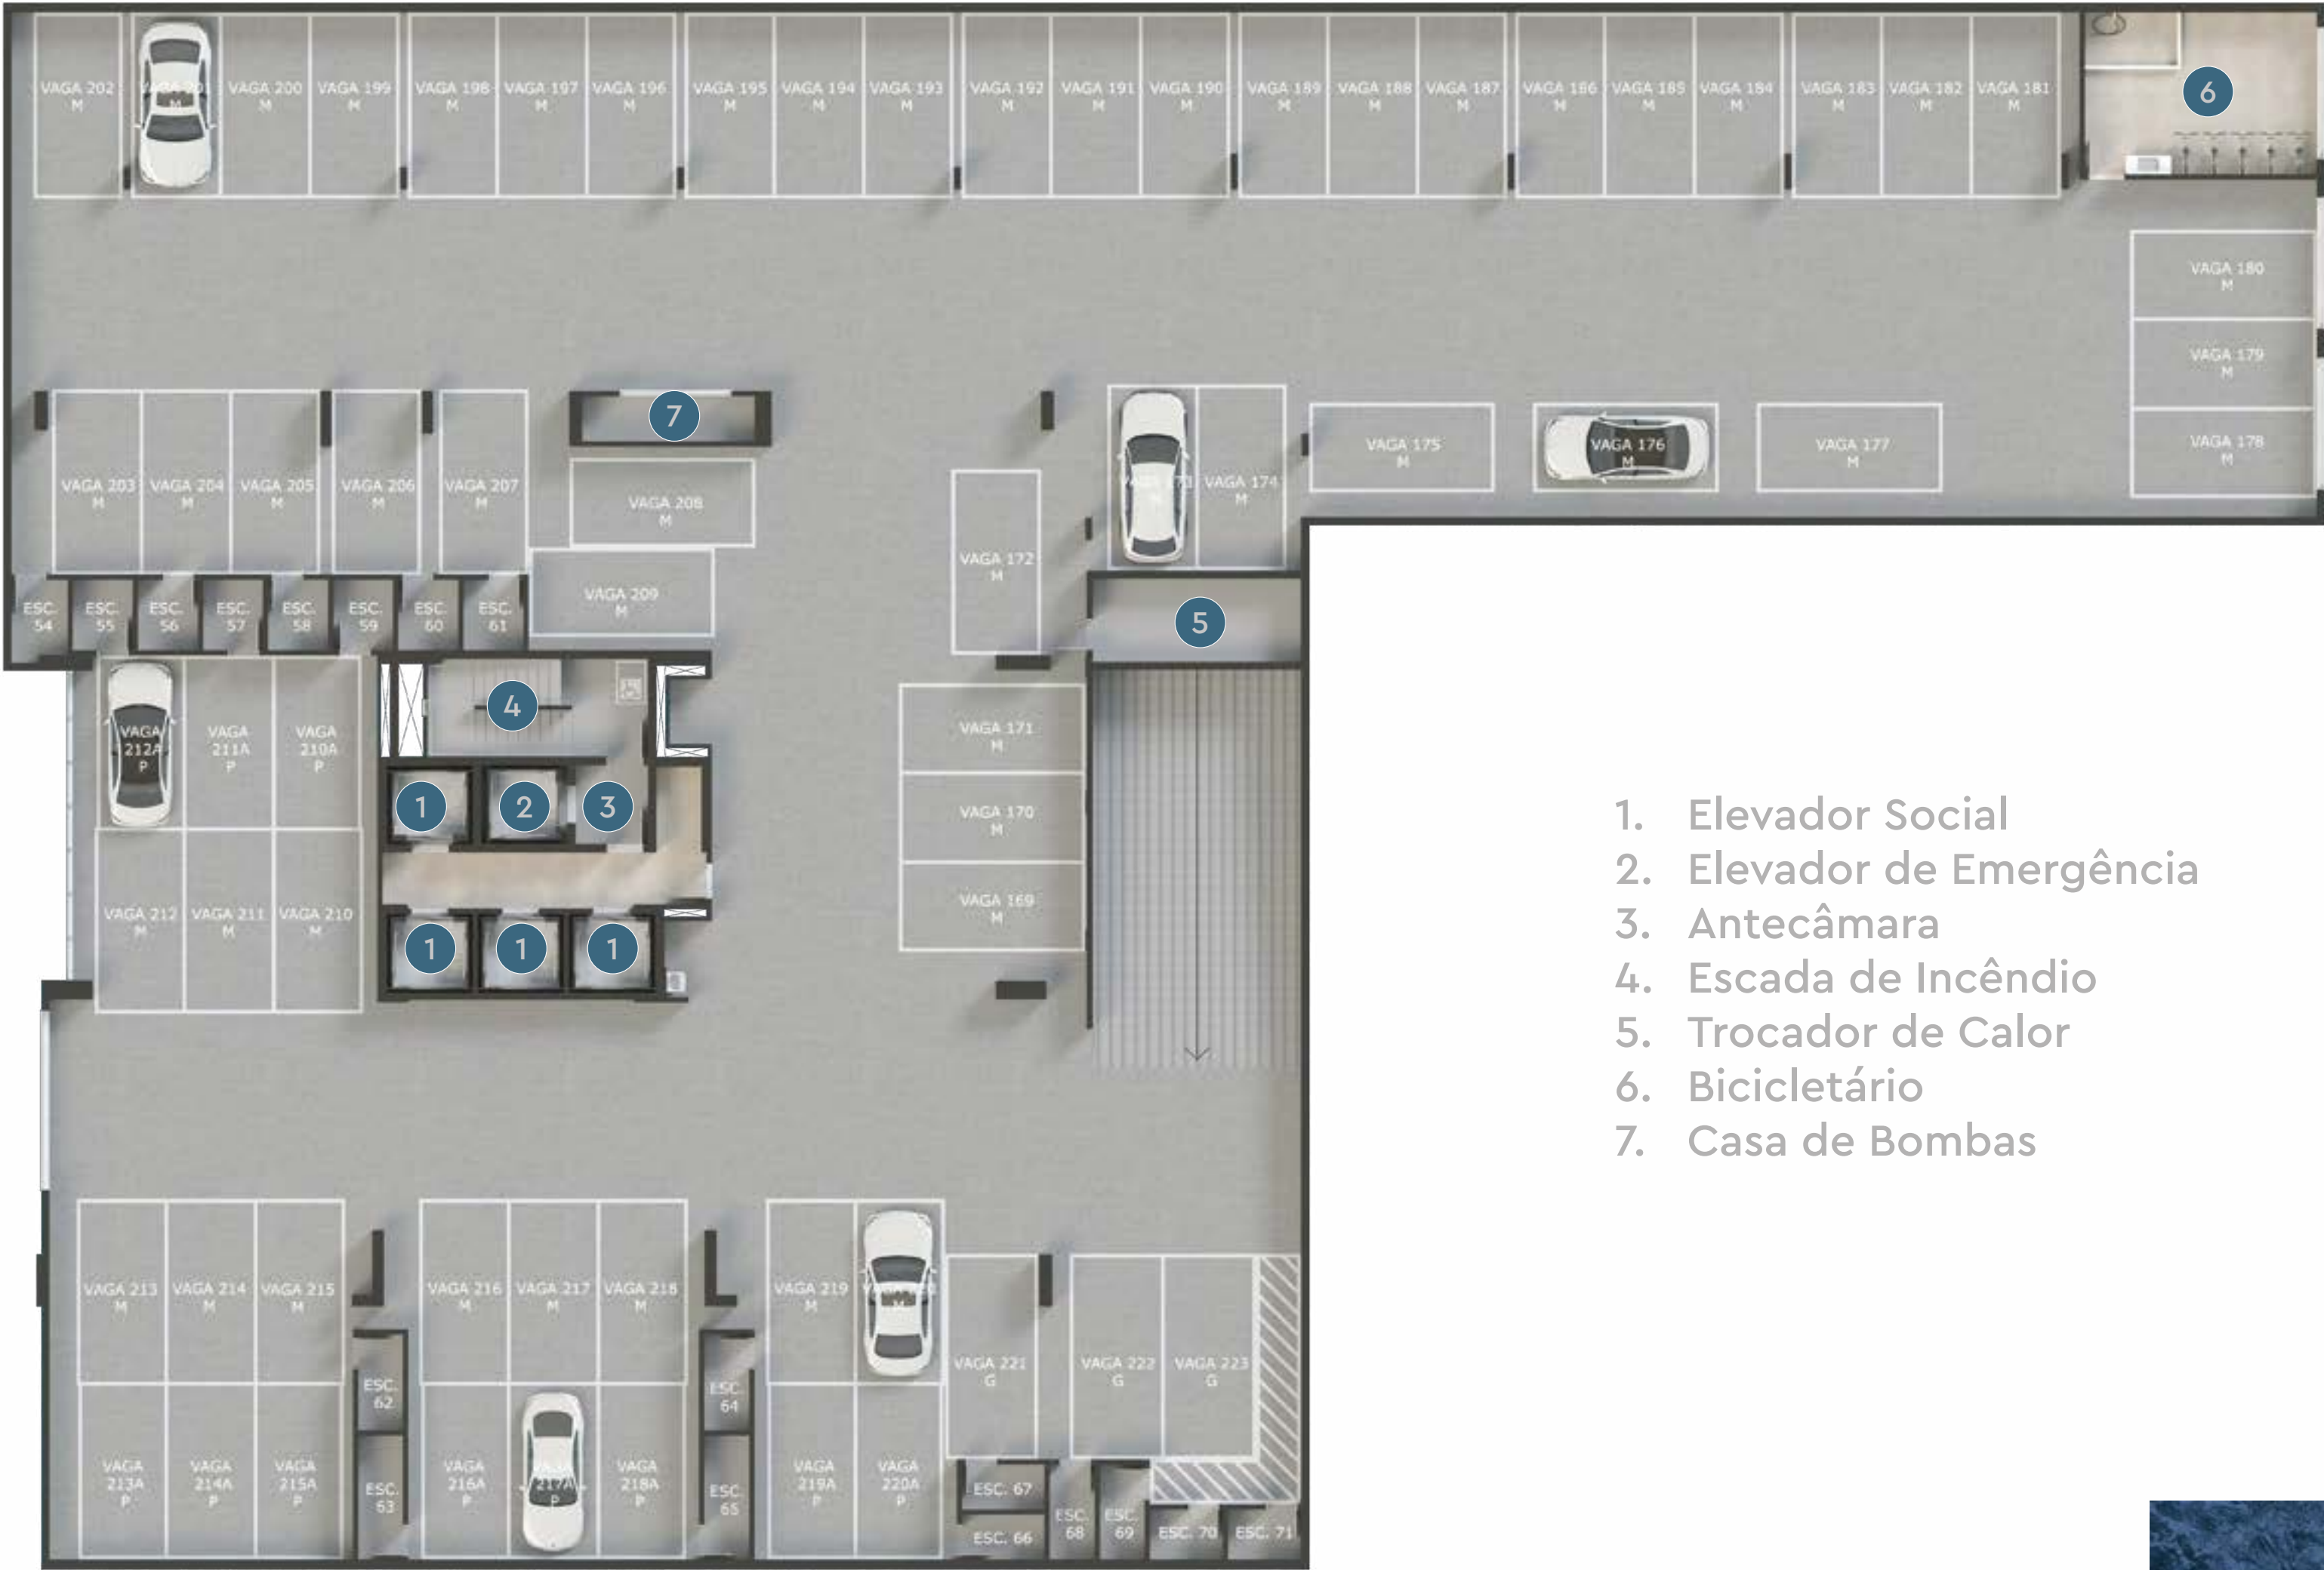 VAGA 202
M
VAGA 201
M
VAGA 200
M
VAGA 199
M
VAGA 198
M
VAGA 197
M
VAGA 196
M
VAGA 195
M
VAGA 194
M
VAGA 193
M
VAGA 192
M
VAGA 191
M
VAGA 190
M
VAGA 189
M
VAGA 188
M
VAGA 187
M
VAGA 186
M
VAGA 185
M
VAGA 184
M
VAGA 183
M
VAGA 182
M
VAGA 181
M
6
VAGA 180
M
VAGA 179
M
VAGA 178
M
7
VAGA 203
M
VAGA 204
M
VAGA 205
M
VAGA 206
M
VAGA 207
M
VAGA 208
M
VAGA 209
M
VAGA 172
M
VAGA 173
M
VAGA 174
M
VAGA 175
M
VAGA 176
M
VAGA 177
M
ESC.
54
ESC.
55
ESC.
56
ESC.
57
ESC.
58
ESC.
59
ESC.
60
ESC.
61
5
4
VAGA
212A
P
VAGA
211A
P
VAGA
210A
P
VAGA 171
M
VAGA 170
M
VAGA 169
M
1
2
3
VAGA 212
M
VAGA 211
M
VAGA 210
M
1
1
1
1. Elevador Social
2. Elevador de Emergência
3. Antecâmara
4. Escada de Incêndio
5. Trocador de Calor
6. Bicicletário
7. Casa de Bombas
VAGA 213
M
VAGA 214
M
VAGA 215
M
VAGA 216
M
VAGA 217
M
VAGA 218
M
VAGA 219
M
M
VAGA 221
G
VAGA 222
G
VAGA 223
G
ESC.
62
ESC.
64
VAGA
213A
P
VAGA
214A
P
VAGA
215A
P
ESC.
63
VAGA
216A
P
VAGA
217A
P
VAGA
218A
P
ESC.
65
VAGA
219A
P
VAGA
220A
P
ESC. 67
ESC. 66
ESC.
68
ESC.
69
ESC. 70
ESC. 71